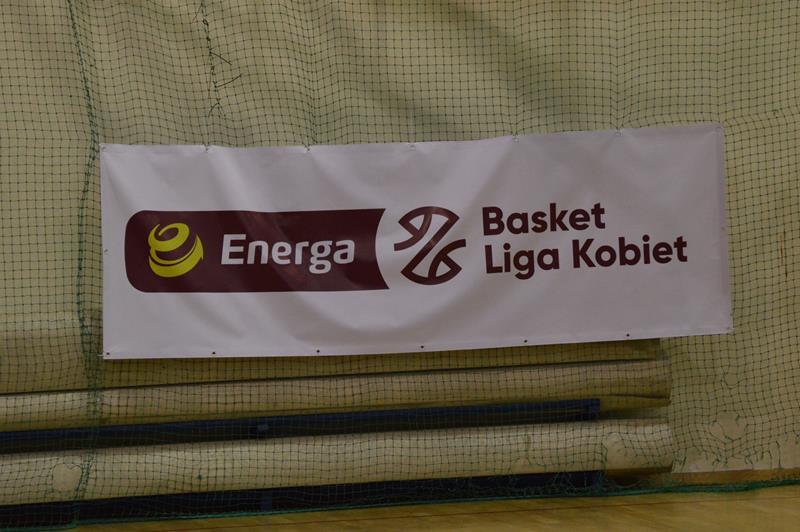 Energa
Basket
Liga Kobiet